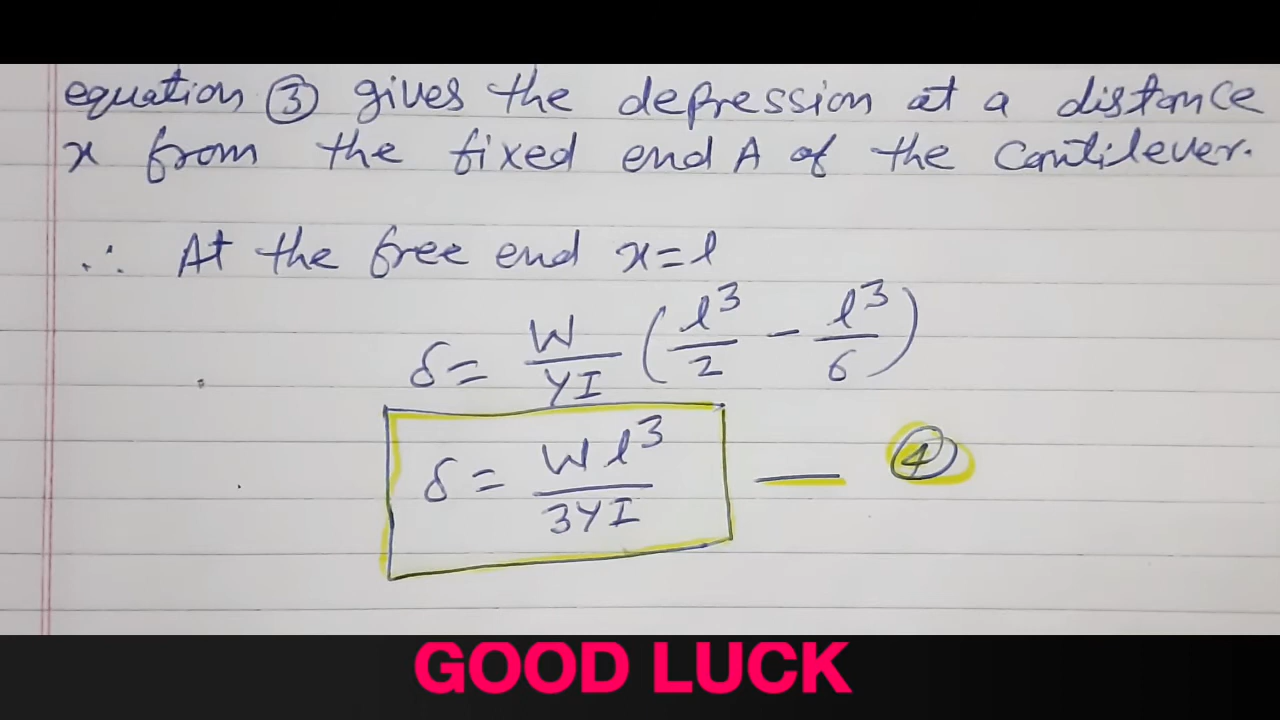 equation ③ gives the depression at a distance
x from the fixed end A of the cantilever.
∴ At the free end x=l
δ = W/YI (l³/2 - l³/6)
δ = Wl³/3YI — ④
GOOD LUCK